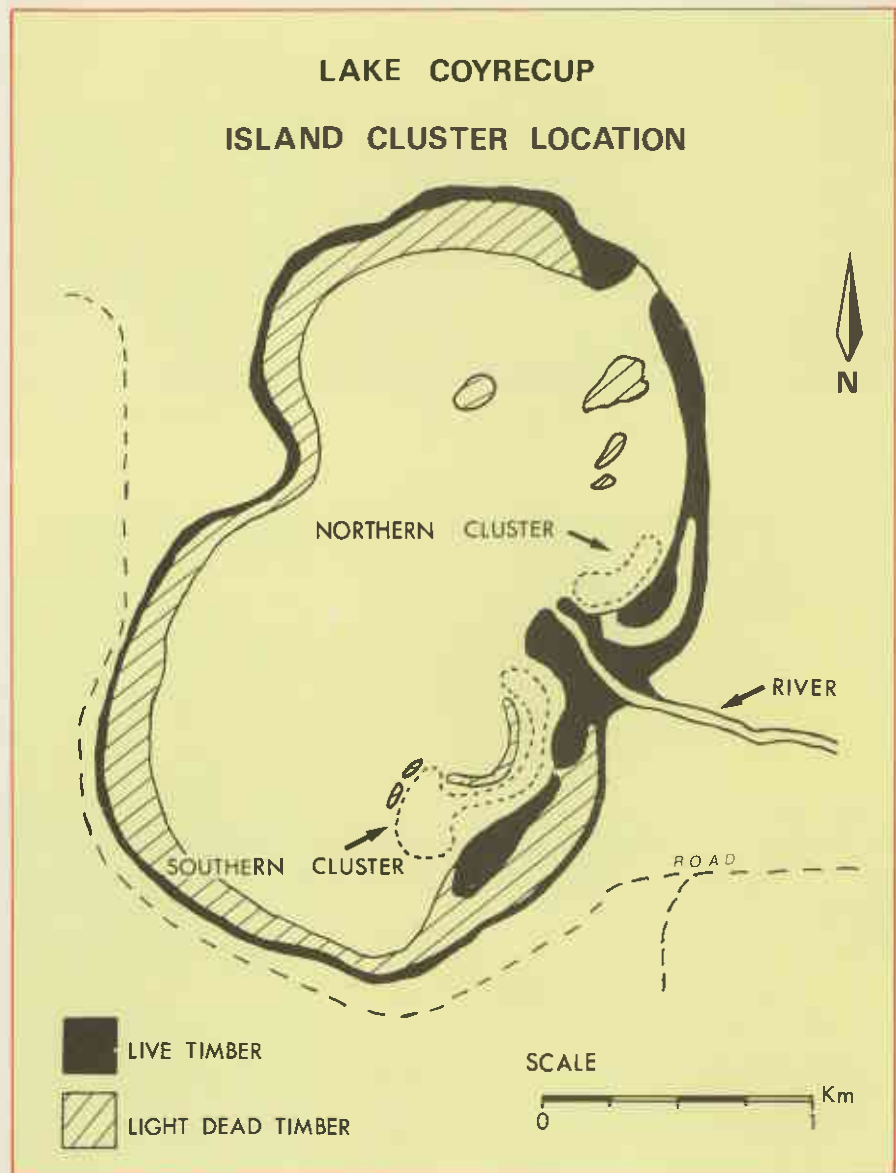 LAKE COYRECUP
ISLAND CLUSTER LOCATION
N
NORTHERN CLUSTER
RIVER
SOUTHERN CLUSTER
ROAD
LIVE TIMBER
LIGHT DEAD TIMBER
SCALE
Km
0 1